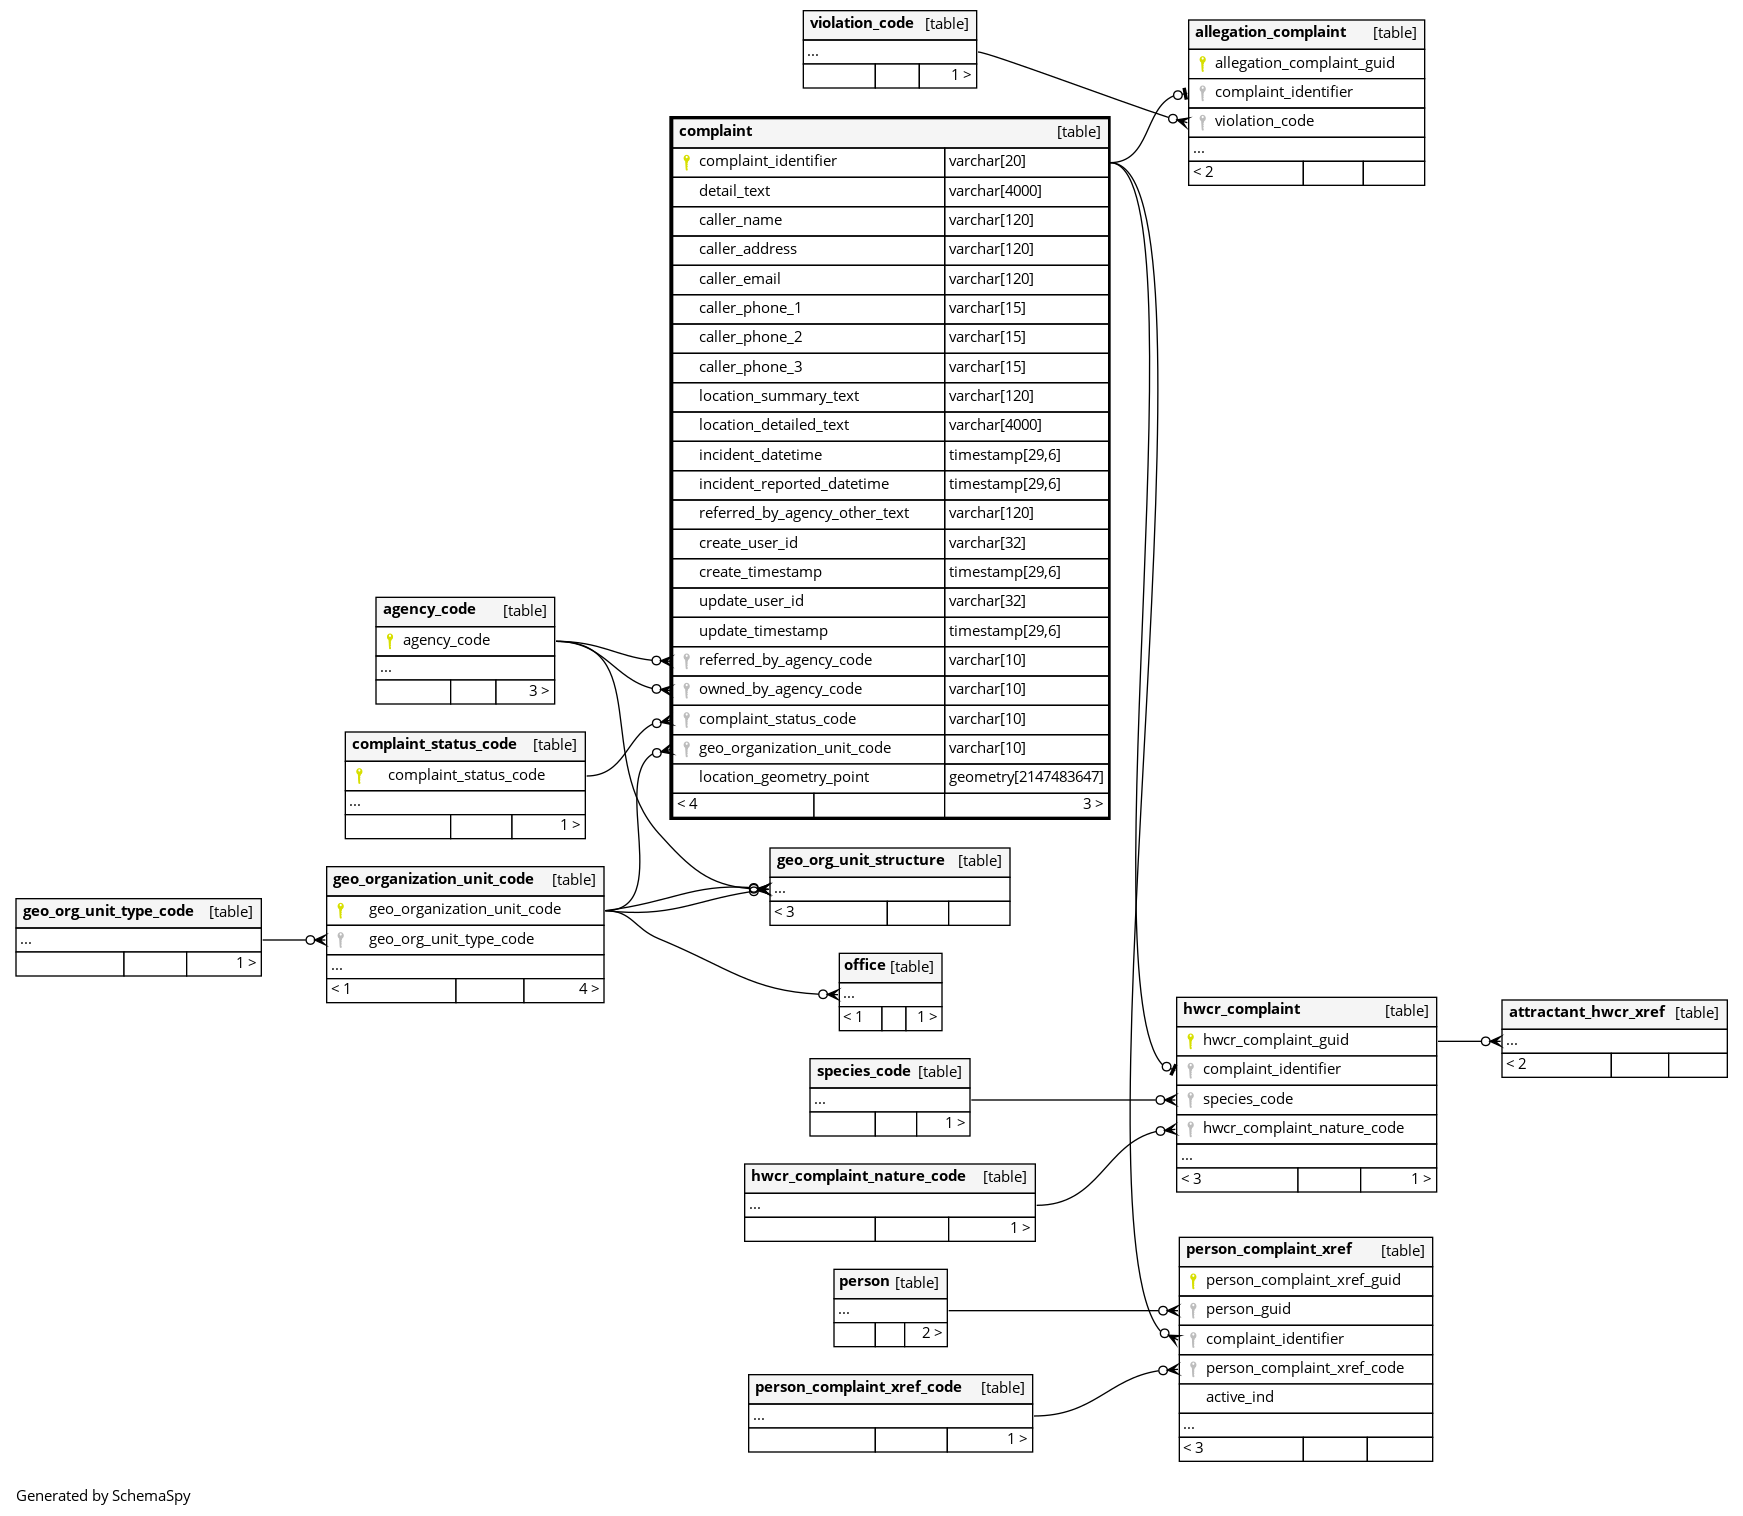 violation_code [table]
...
1 >
allegation_complaint [table]
allegation_complaint_guid
complaint_identifier
violation_code
...
< 2
complaint [table]
complaint_identifier varchar[20]
detail_text varchar[4000]
caller_name varchar[120]
caller_address varchar[120]
caller_email varchar[120]
caller_phone_1 varchar[15]
caller_phone_2 varchar[15]
caller_phone_3 varchar[15]
location_summary_text varchar[120]
location_detailed_text varchar[4000]
incident_datetime timestamp[29,6]
incident_reported_datetime timestamp[29,6]
referred_by_agency_other_text varchar[120]
create_user_id varchar[32]
create_timestamp timestamp[29,6]
update_user_id varchar[32]
update_timestamp timestamp[29,6]
referred_by_agency_code varchar[10]
owned_by_agency_code varchar[10]
complaint_status_code varchar[10]
geo_organization_unit_code varchar[10]
location_geometry_point geometry[2147483647]
< 4 3 >
agency_code [table]
agency_code
...
3 >
complaint_status_code [table]
complaint_status_code
...
1 >
geo_org_unit_type_code [table]
...
1 >
geo_organization_unit_code [table]
geo_organization_unit_code
geo_org_unit_type_code
...
< 1 4 >
geo_org_unit_structure [table]
...
< 3
office [table]
...
< 1 1 >
species_code [table]
...
1 >
hwcr_complaint [table]
hwcr_complaint_guid
complaint_identifier
species_code
hwcr_complaint_nature_code
...
< 3 1 >
attractant_hwcr_xref [table]
...
< 2
hwcr_complaint_nature_code [table]
...
1 >
person [table]
...
2 >
person_complaint_xref [table]
person_complaint_xref_guid
person_guid
complaint_identifier
person_complaint_xref_code
active_ind
...
< 3
person_complaint_xref_code [table]
...
1 >
Generated by SchemaSpy